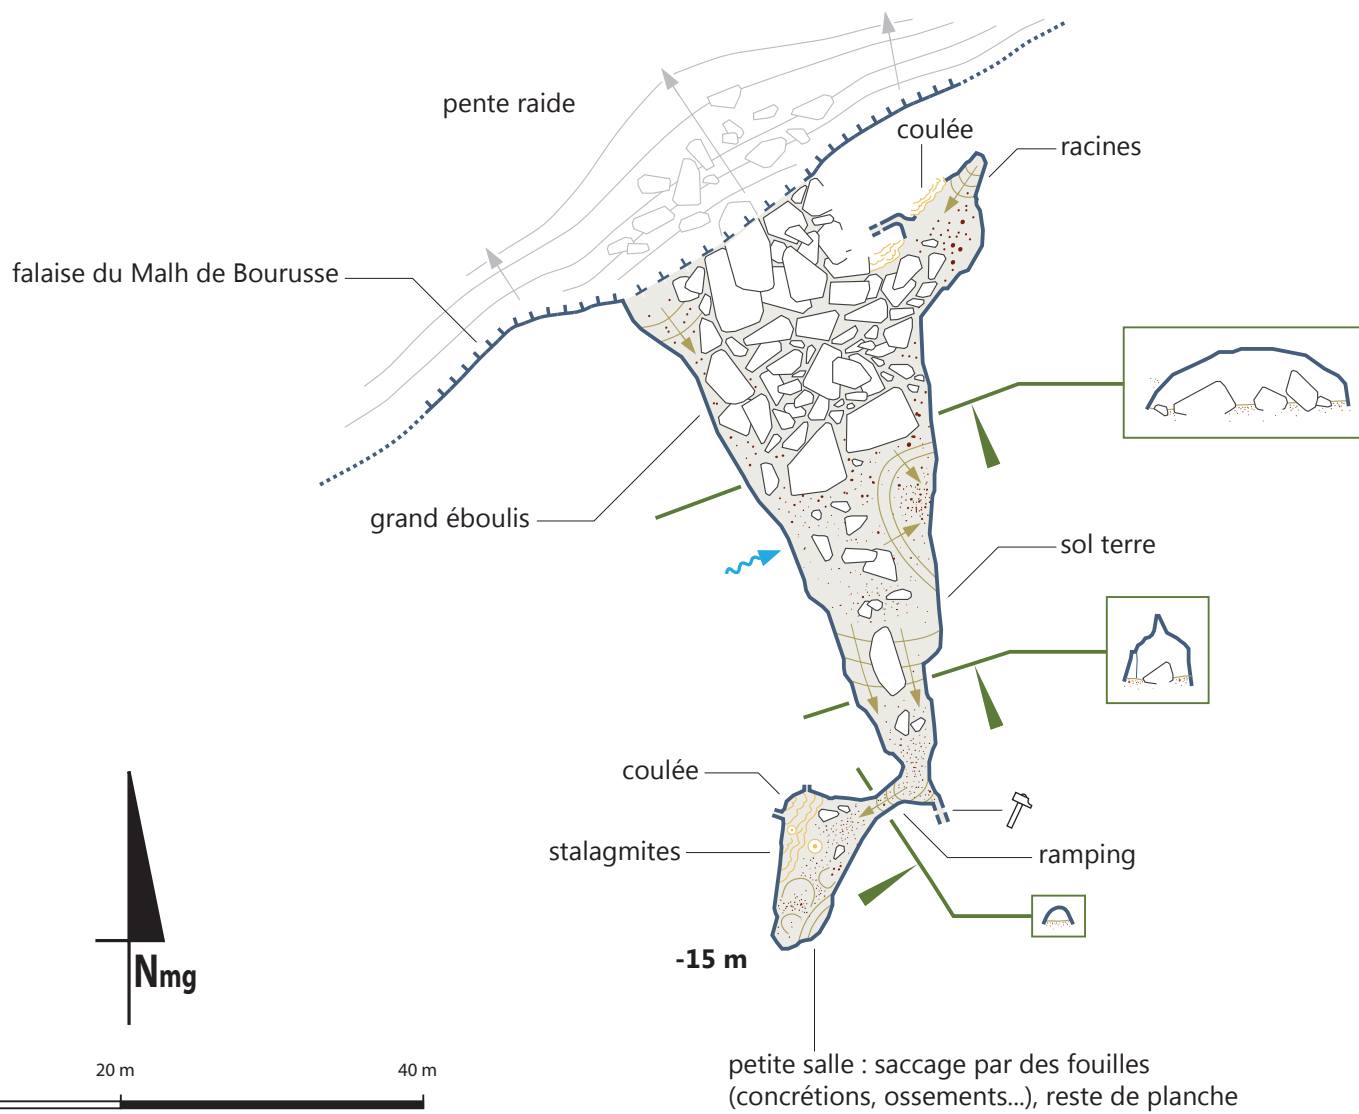 pente raide
coulée
racines
falaise du Malh de Bourusse
grand éboulis
sol terre
coulée
stalagmites
ramping
-15 m
Nmg
20 m
40 m
petite salle : saccage par des fouilles
(concrétions, ossements...), reste de planche